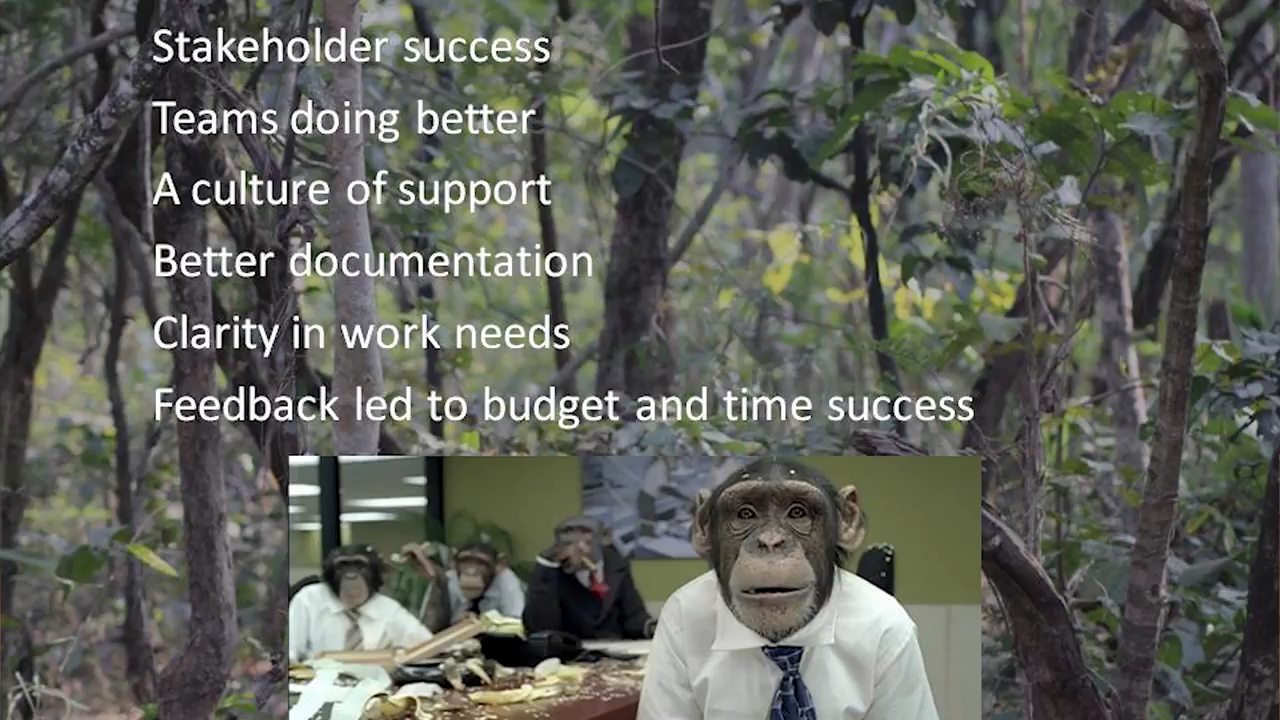 Stakeholder success
Teams doing better
A culture of support
Better documentation
Clarity in work needs
Feedback led to budget and time success